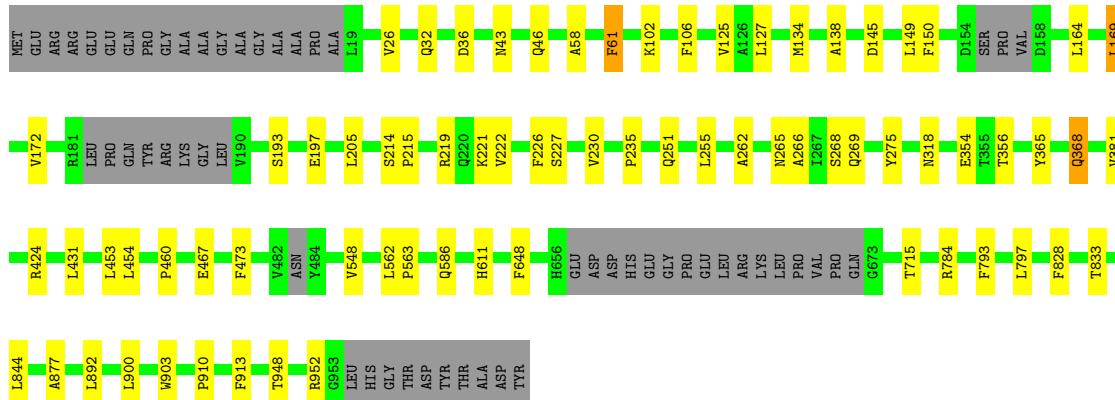 MET GLU ARG ARG GLU GLU GLN PRO GLY ALA ALA GLY ALA GLY ALA ALA PRO ALA L19 V26 Q32 D36 N43 Q46 A58 F61 K102 F106 V125 A126 L127 M134 A138 D145 L149 F150 D154 SER PRO VAL D158 L164 L169
V172 R181 LEU PRO GLN TYR ARG LYS GLY LEU V190 S193 E197 L205 S214 P215 R219 Q220 K221 V222 F226 S227 V230 P235 Q251 L255 A262 N265 A266 I267 S268 Q269 Y275 N318 E354 T355 T356 Y365 Q368
R424 L431 L453 L454 P460 E467 F473 V482 ASN Y484 V548 L562 P563 Q586 H611 F648 H656 GLU ASP ASP HIS GLU GLY PRO GLU LEU ARG LYS LEU PRO VAL PRO GLN G673 T715 R784 F793 L797 F828 T833
L844 A877 L892 L900 W903 P910 F913 T948 R952 G953 LEU HIS GLY THR ASP TYR THR ALA ASP TYR